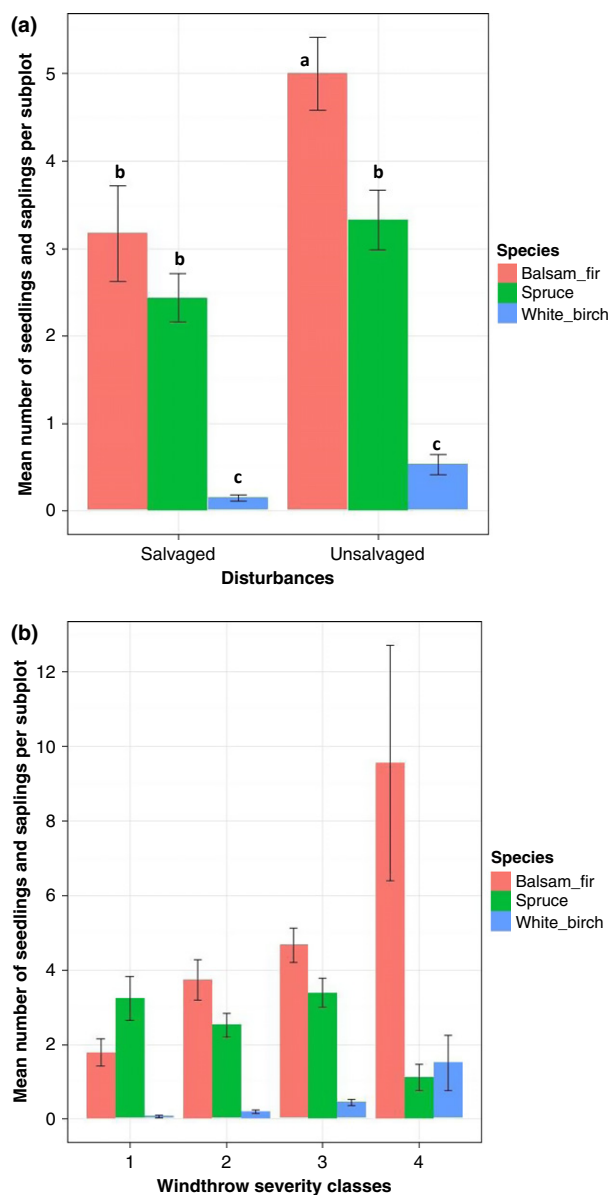 (a)
Mean number of seedlings and saplings per subplot
5
4
3
2
1
0
b
b
c
a
b
c
Salvaged
Unsalvaged
Disturbances
Species
Balsam_fir
Spruce
White_birch
(b)
Mean number of seedlings and saplings per subplot
12
10
8
6
4
2
0
1
2
3
4
Windthrow severity classes
Species
Balsam_fir
Spruce
White_birch